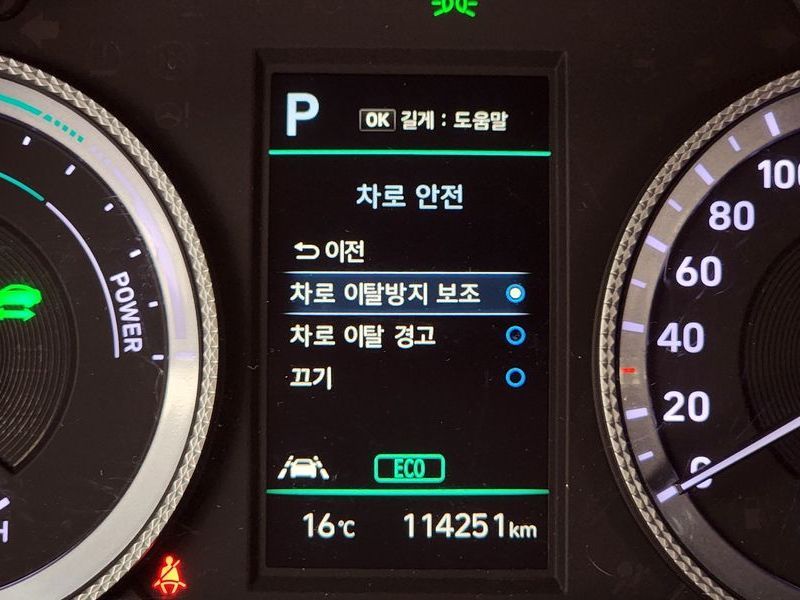 P OK 길게 : 도움말
차로 안전
이전
차로 이탈방지 보조
차로 이탈 경고
끄기
ECO
16℃ 114251km
POWER
100
80
60
40
20
0